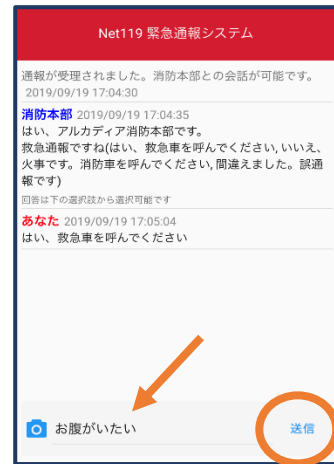 Net119 緊急通報システム
通報が受理されました。消防本部との会話が可能です。
2019/09/19 17:04:30
消防本部 2019/09/19 17:04:35
はい、アルカディア消防本部です。
救急通報ですね(はい、救急車を呼んでください, いいえ、
火事です。消防車を呼んでください, 間違えました。誤通
報です)
回答は下の選択肢から選択可能です
あなた 2019/09/19 17:05:04
はい、救急車を呼んでください
お腹がいたい 送信